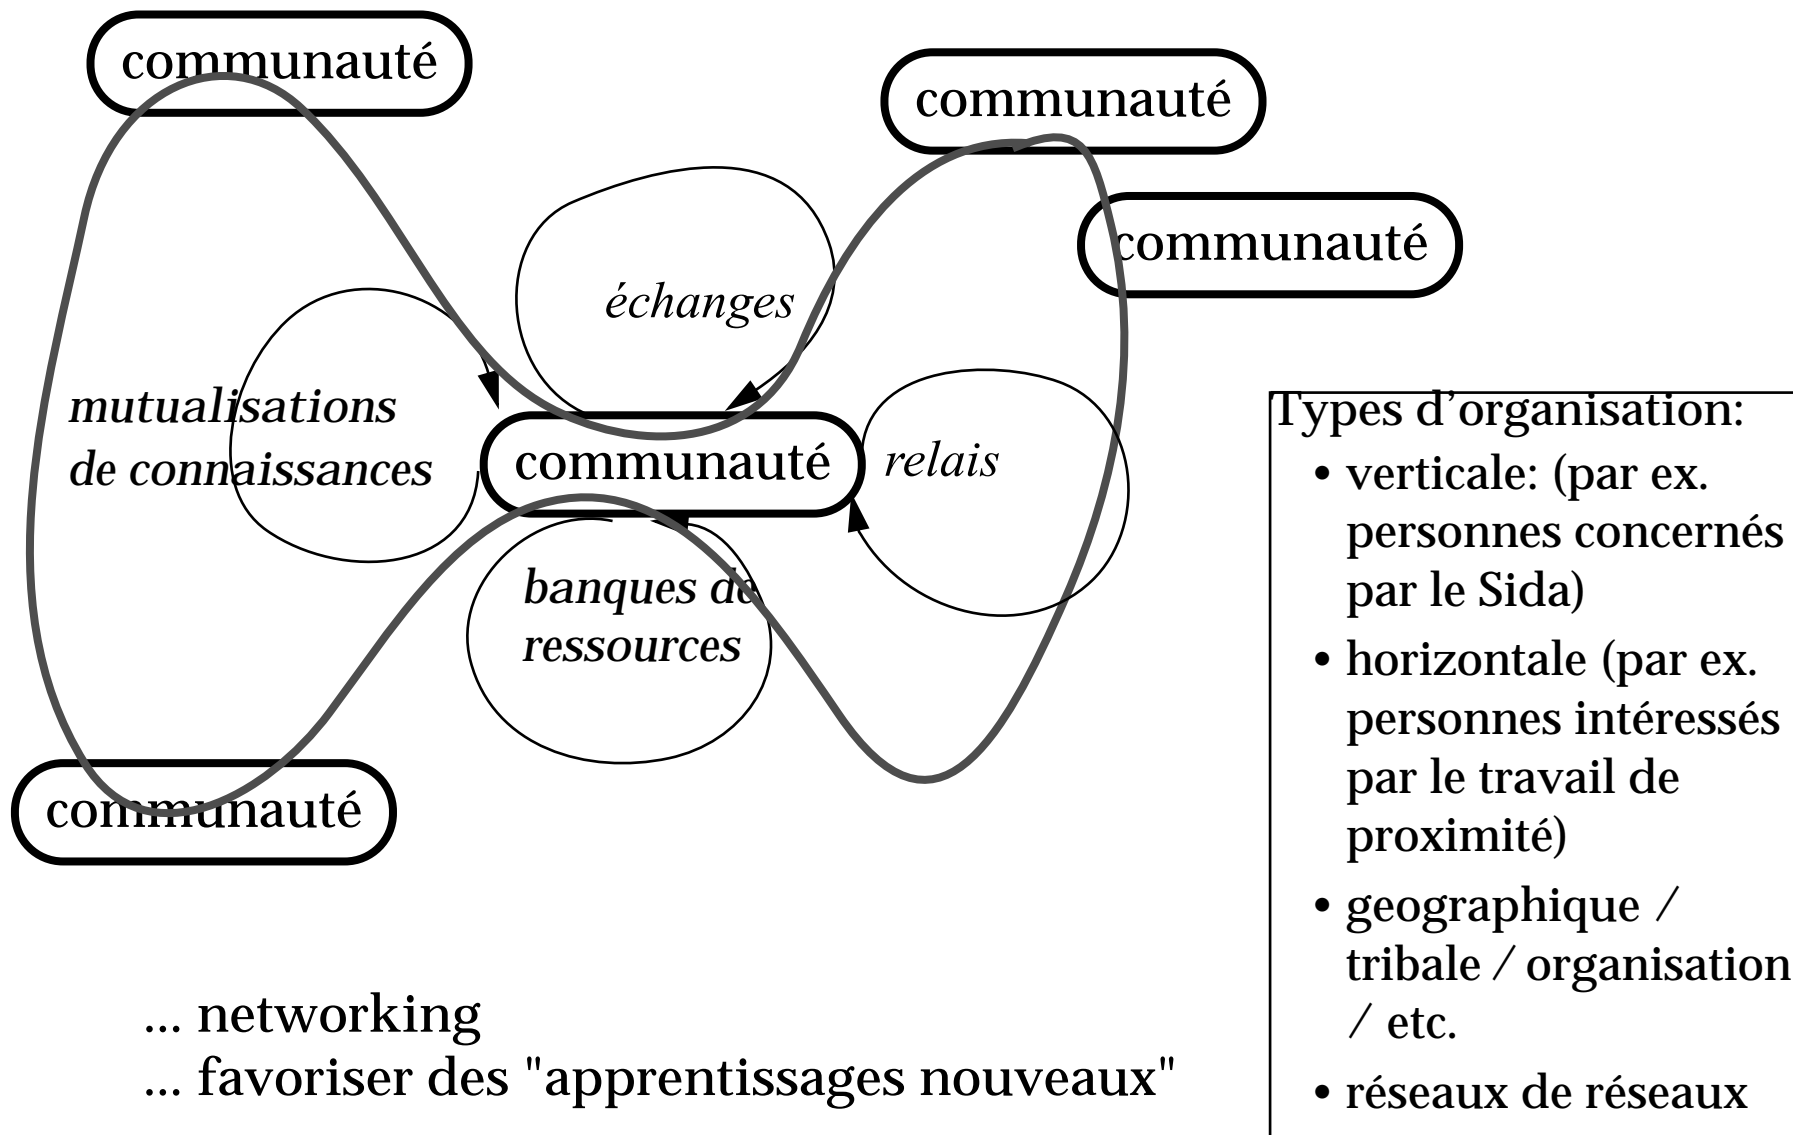 communauté
communauté
communauté
échanges
mutualisations
de connaissances
communauté
relais
banques de
ressources
communauté
... networking
... favoriser des "apprentissages nouveaux"
Types d’organisation:
• verticale: (par ex.
personnes concernés
par le Sida)
• horizontale (par ex.
personnes intéressés
par le travail de
proximité)
• geographique /
tribale / organisation
/ etc.
• réseaux de réseaux